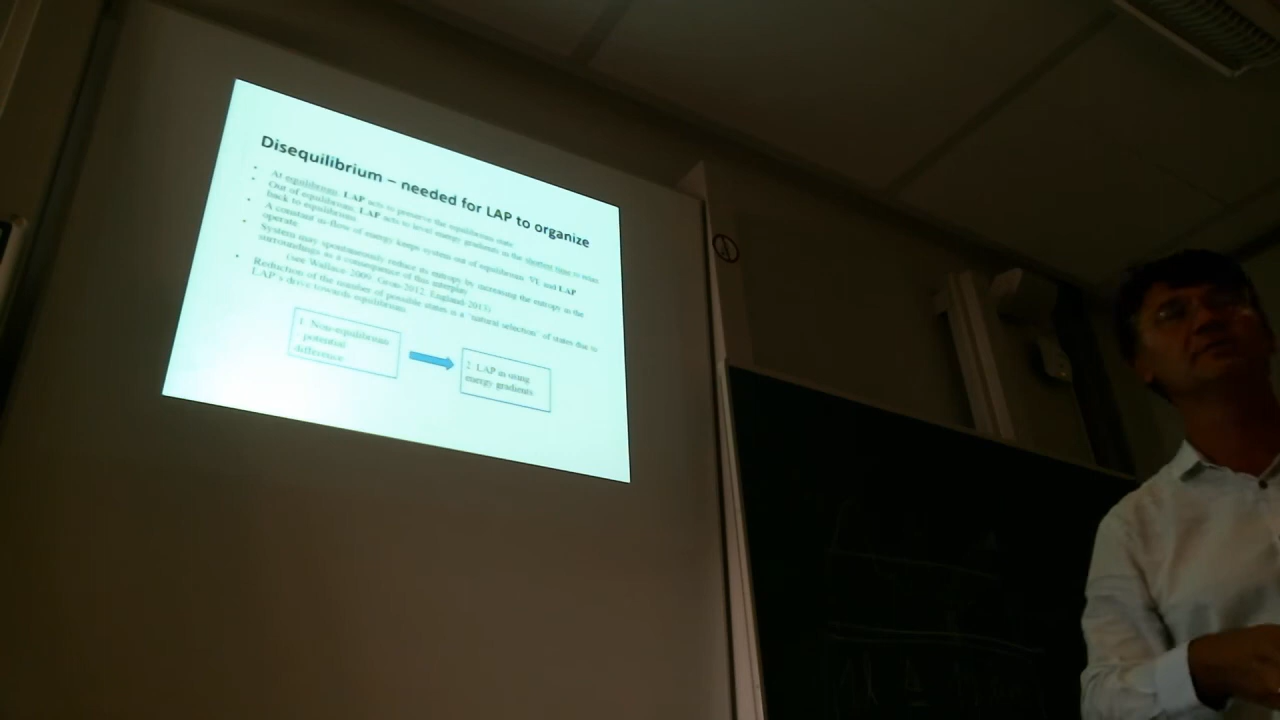 Disequilibrium – needed for LAP to organize
At equilibrium, LAP acts to preserve the equilibrium state
Out of equilibrium, LAP acts to level energy gradients in the shortest time to relax
back to equilibrium
A constant in-flow of energy keeps system out of equilibrium. VE and LAP
operate
System may spontaneously reduce its entropy by increasing the entropy in the
surroundings as a consequence of this interplay
(see Wallace 2009, 2012, England 2013)
Reduction of the number of possible states is a "natural selection" of states due to
LAP's drive towards equilibrium
1. Non-equilibrium
potential
difference
2. LAP in using
energy gradients